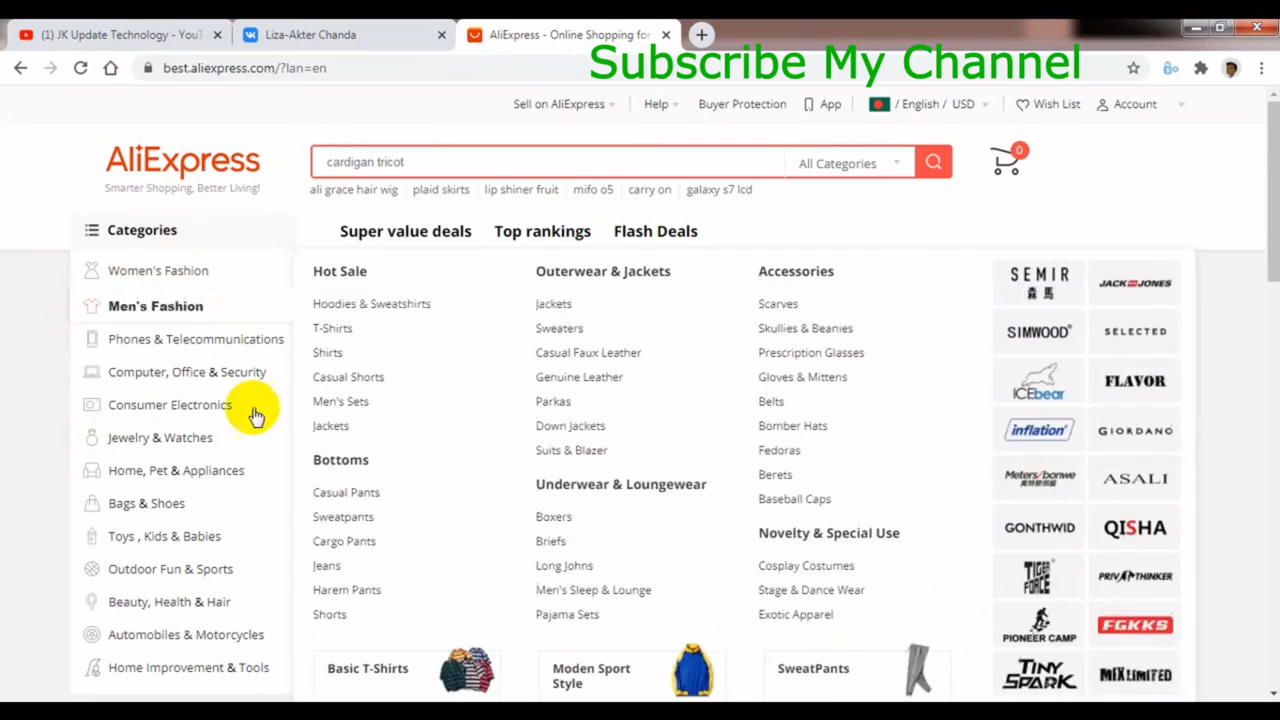 (1) JK Update Technology - YouT
Liza-Akter Chanda
AliExpress - Online Shopping for
Subscribe My Channel
best.aliexpress.com/?lan=en
Sell on AliExpress
Help
Buyer Protection
App
/ English / USD
Wish List
Account
AliExpress
Smarter Shopping, Better Living!
cardigan tricot
All Categories
0
ali grace hair wig
plaid skirts
lip shiner fruit
mifo o5
carry on
galaxy s7 lcd
Categories
Super value deals
Top rankings
Flash Deals
Women's Fashion
Men's Fashion
Phones & Telecommunications
Computer, Office & Security
Consumer Electronics
Jewelry & Watches
Home, Pet & Appliances
Bags & Shoes
Toys , Kids & Babies
Outdoor Fun & Sports
Beauty, Health & Hair
Automobiles & Motorcycles
Home Improvement & Tools
Hot Sale
Hoodies & Sweatshirts
T-Shirts
Shirts
Casual Shorts
Men's Sets
Jackets
Bottoms
Casual Pants
Sweatpants
Cargo Pants
Jeans
Harem Pants
Shorts
Outerwear & Jackets
Jackets
Sweaters
Casual Faux Leather
Genuine Leather
Parkas
Down Jackets
Suits & Blazer
Underwear & Loungewear
Boxers
Briefs
Long Johns
Men's Sleep & Lounge
Pajama Sets
Accessories
Scarves
Skullies & Beanies
Prescription Glasses
Gloves & Mittens
Belts
Bomber Hats
Fedoras
Berets
Baseball Caps
Novelty & Special Use
Cosplay Costumes
Stage & Dance Wear
Exotic Apparel
Basic T-Shirts
Moden Sport
Style
SweatPants
SEMIR
森馬
JACK JONES
SIMWOOD
SELECTED
ICEbear
FLAVOR
inflation
GIORDANO
Meters/bonwe
ASALI
GONTHWID
QISHA
TIGER
FORCE
PRIVATHINKER
PIONEER CAMP
FGKKS
TINY
SPARK
MIXLIMITED